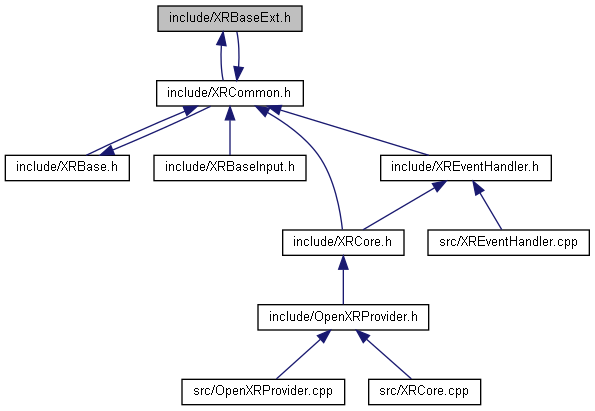 include/XRBaseExt.h
include/XRCommon.h
include/XRBase.h
include/XRBaseInput.h
include/XREventHandler.h
include/XRCore.h
src/XREventHandler.cpp
include/OpenXRProvider.h
src/OpenXRProvider.cpp
src/XRCore.cpp